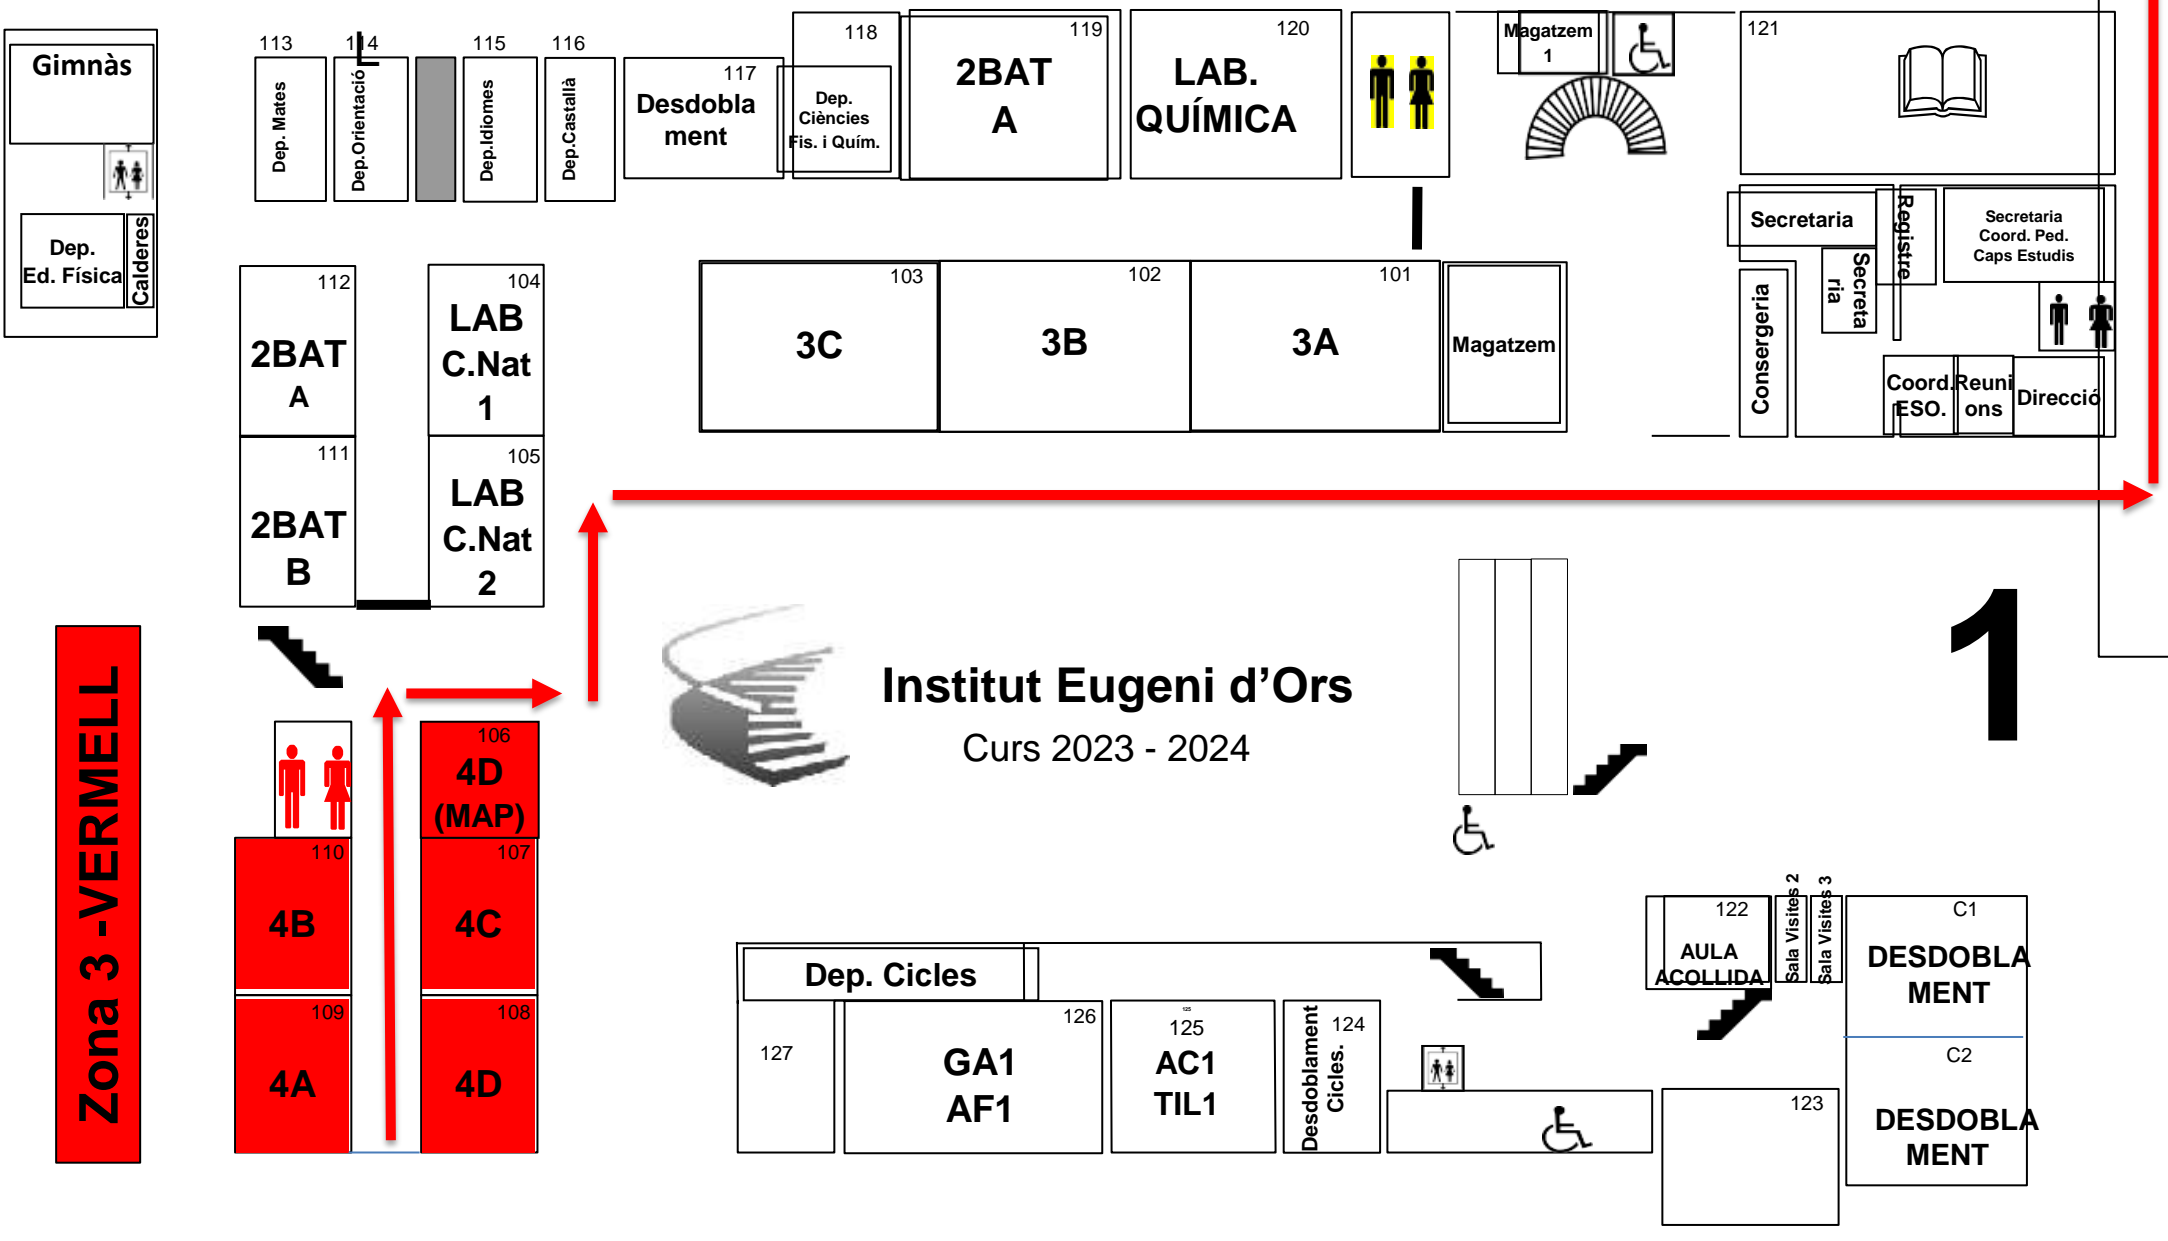 Gimnàs
Dep.
Ed. Física
Calderes
113
Dep. Mates
114
L
Dep.Orientació
115
Dep.Idiomes
116
Dep.Castallà
117
Desdobla
ment
118
Dep.
Ciències
Fis. i Quím.
119
2BAT
A
120
LAB.
QUÍMICA
Magatzem
1
121
Secretaria
Registre
Secretaria
Coord. Ped.
Caps Estudis
Secreta
ria
Consergeria
Coord.
ESO.
Reuni
ons
Direcció
112
2BAT
A
104
LAB
C.Nat
1
103
3C
102
3B
101
3A
Magatzem
111
2BAT
B
105
LAB
C.Nat
2
Zona 3 -VERMELL
Institut Eugeni d’Ors
Curs 2023 - 2024
1
106
4D
(MAP)
110
4B
107
4C
109
4A
108
4D
Dep. Cicles
127
126
GA1
AF1
125
125
AC1
TIL1
124
Desdoblament
Cicles.
122
AULA
ACOLLIDA
Sala Visites 2
Sala Visites 3
C1
DESDOBLA
MENT
C2
DESDOBLA
MENT
123